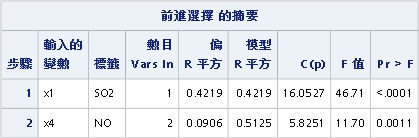 前進選擇 的摘要
步驟 輸入的變數 標籤 數目 Vars In 偏 R 平方 模型 R 平方 C(p) F 值 Pr > F
1 x1 SO2 1 0.4219 0.4219 16.0527 46.71 <.0001
2 x4 NO 2 0.0906 0.5125 5.8251 11.70 0.0011